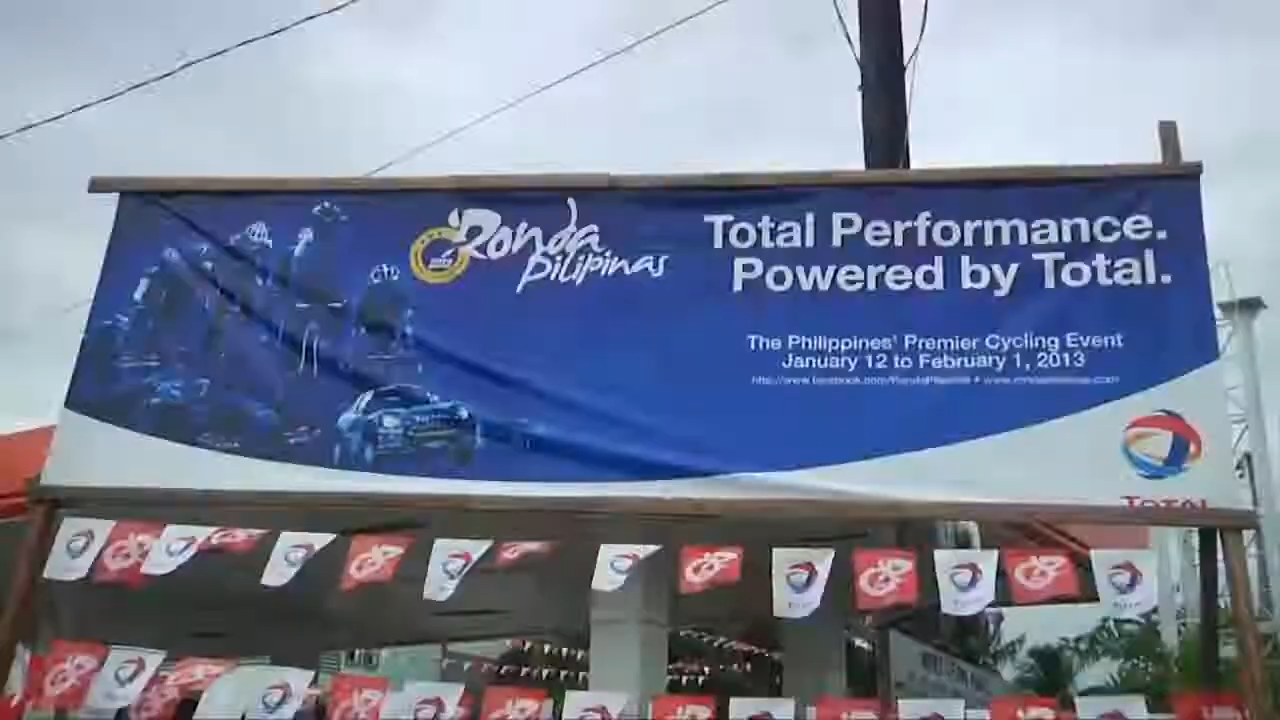 Ronda
pilipinas
Total Performance.
Powered by Total.
The Philippines' Premier Cycling Event
January 12 to February 1, 2013
TOTAL